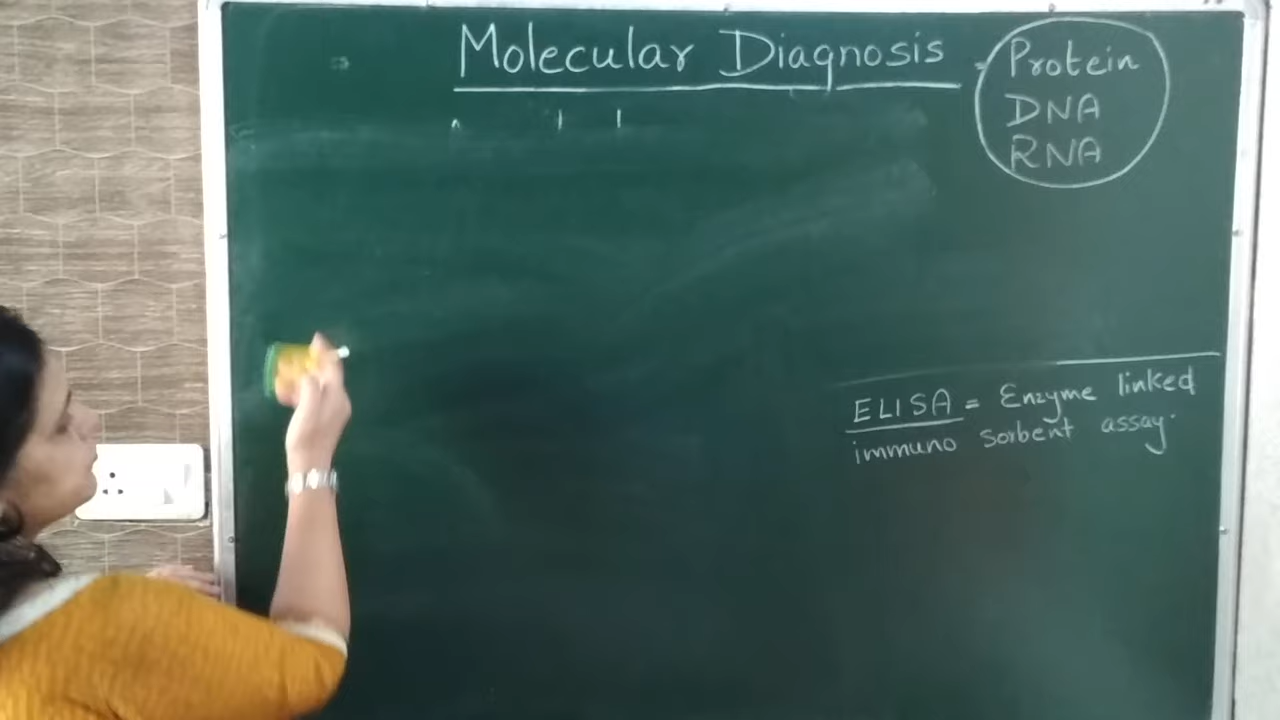 Molecular Diagnosis - Protein
DNA
RNA
ELISA = Enzyme linked
immuno sorbent assay.